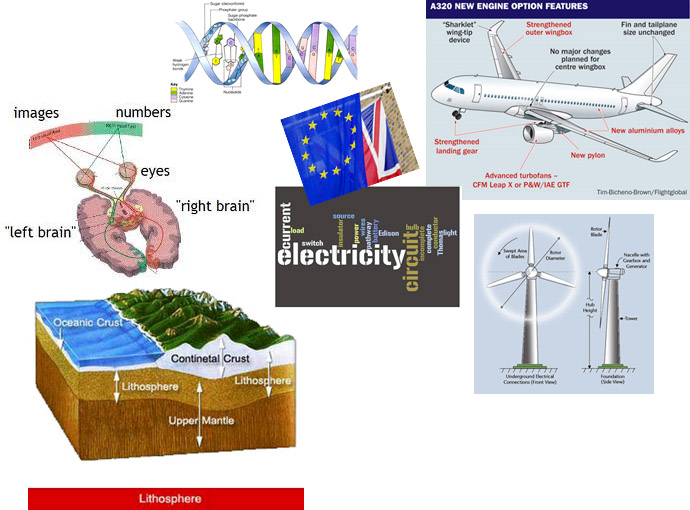 Sugar (deoxyribose)
Phosphate group
Sugar-phosphate
backbone
Weak
hydrogen
bonds
Nucleotide
Key
Thymine
Adenine
Cytosine
Guanine
A320 NEW ENGINE OPTION FEATURES
"Sharklet"
wing-tip
device
Strengthened
outer wingbox
Fin and tailplane
size unchanged
No major changes
planned for
centre wingbox
Strengthened
landing gear
New aluminium alloys
New pylon
Advanced turbofans –
CFM Leap X or P&W/IAE GTF
Tim-Bicheno-Brown/Flightglobal
images
numbers
eyes
"left brain"
"right brain"
current
load
switch
source
insulator
power
wires
pathway
battery
Edison
electricity
circuit
bulb
incomplete
complete
conductor
Thomas
light
Swept Area
of Blades
Rotor
Diameter
Rotor
Blade
Nacelle with
Gearbox and
Generator
Hub
Height
Tower
Underground Electrical
Connections (Front View)
Foundation
(Side View)
Oceanic Crust
Continetal Crust
Lithosphere
Lithosphere
Upper Mantle
Lithosphere